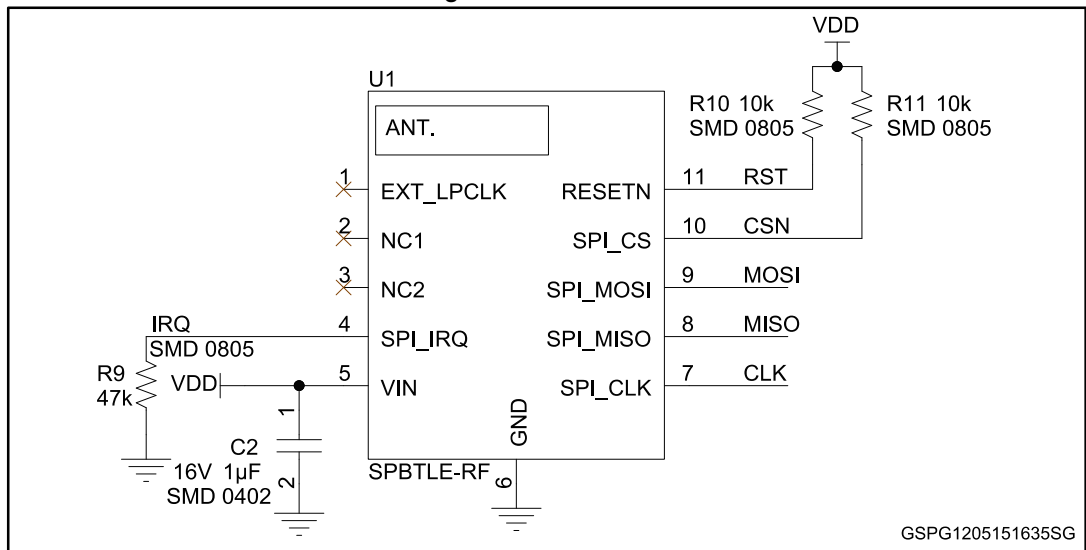 g
VDD
U1
R10 10k
SMD 0805
R11 10k
SMD 0805
ANT.
1
EXT_LPCLK
RESETN
11
RST
2
NC1
SPI_CS
10
CSN
3
NC2
SPI_MOSI
9
MOSI
IRQ
SMD 0805
4
SPI_IRQ
SPI_MISO
8
MISO
R9
47k
VDD
5
VIN
SPI_CLK
7
CLK
1
C2
16V 1µF
SMD 0402
2
GND
SPBTLE-RF
6
GSPG1205151635SG